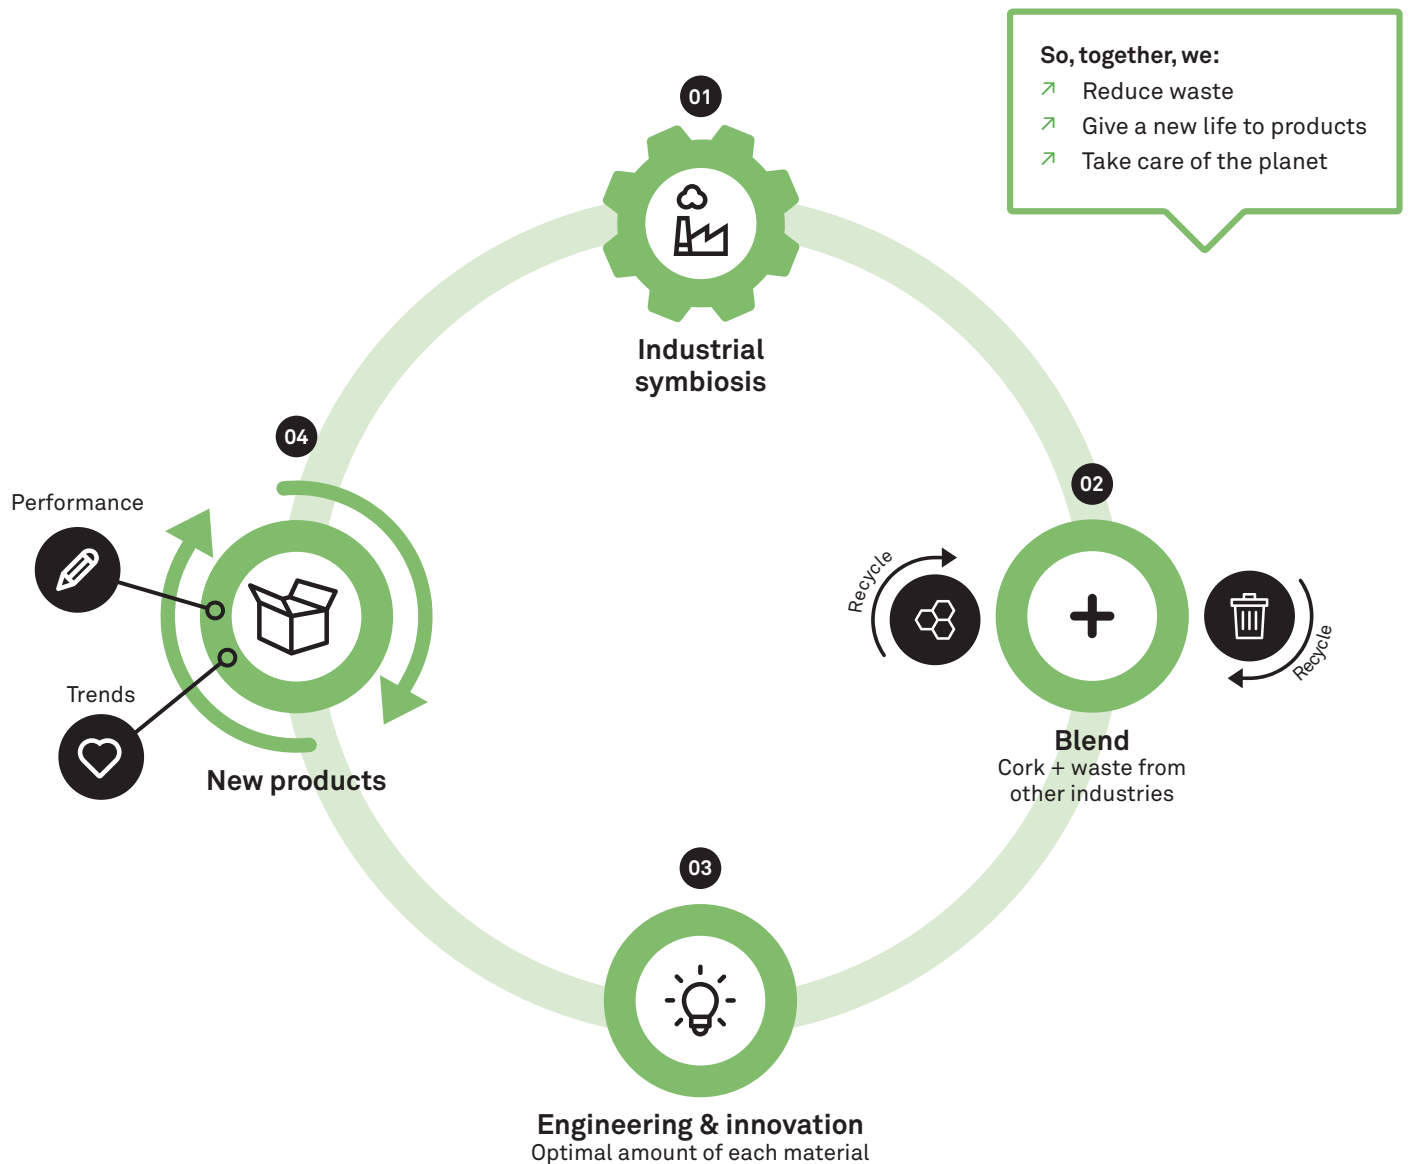 So, together, we:
Reduce waste
Give a new life to products
Take care of the planet
01
Industrial
symbiosis
02
Recycle
Recycle
Blend
Cork + waste from
other industries
03
Engineering & innovation
Optimal amount of each material
04
Performance
Trends
New products